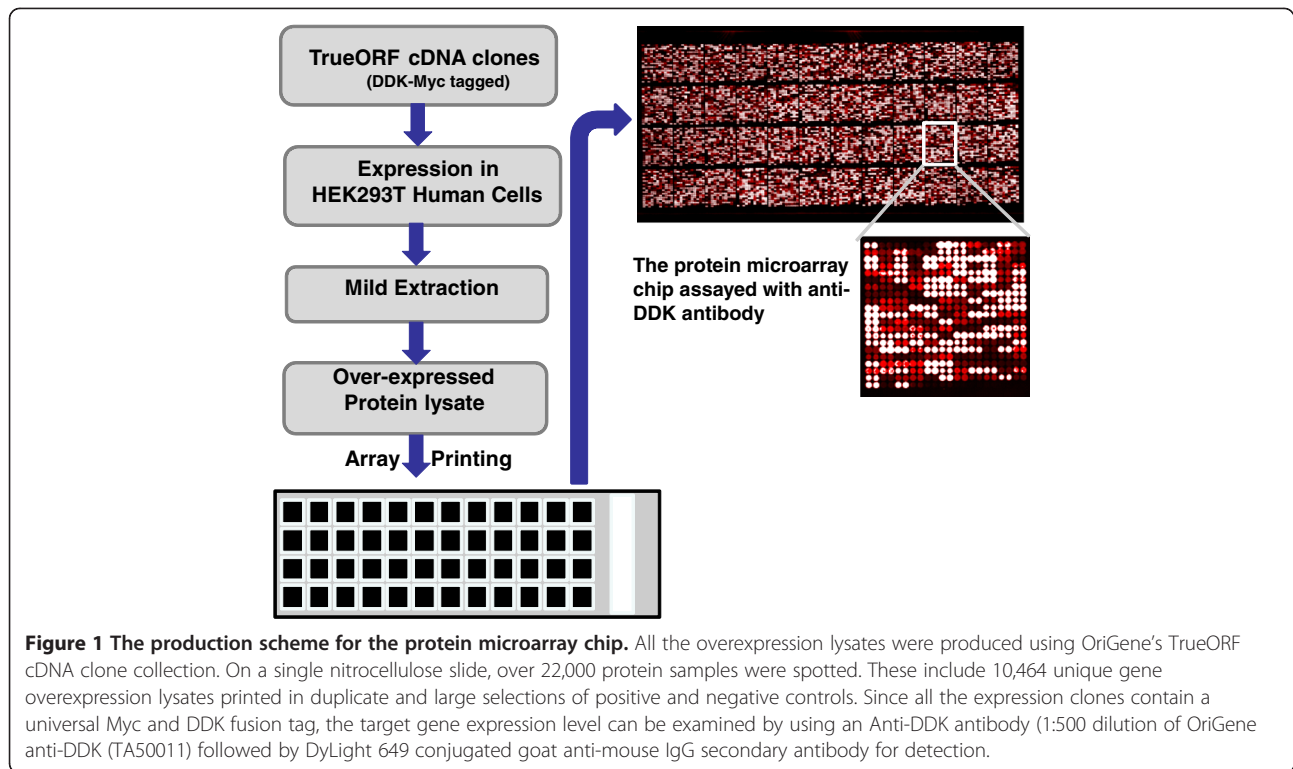 TrueORF cDNA clones
(DDK-Myc tagged)
Expression in
HEK293T Human Cells
Mild Extraction
Over-expressed
Protein lysate
Array Printing
The protein microarray
chip assayed with anti-
DDK antibody
Figure 1 The production scheme for the protein microarray chip. All the overexpression lysates were produced using OriGene's TrueORF
cDNA clone collection. On a single nitrocellulose slide, over 22,000 protein samples were spotted. These include 10,464 unique gene
overexpression lysates printed in duplicate and large selections of positive and negative controls. Since all the expression clones contain a
universal Myc and DDK fusion tag, the target gene expression level can be examined by using an Anti-DDK antibody (1:500 dilution of OriGene
anti-DDK (TA50011) followed by DyLight 649 conjugated goat anti-mouse IgG secondary antibody for detection.